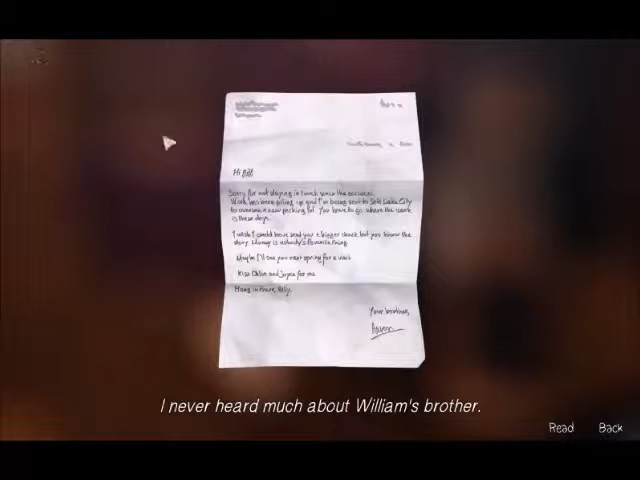 Hi Bill
Sorry for not staying in touch since the accident.
Work has been piling up and I'm being sent to Salt Lake City
to oversee a new parking lot. You have to go where the work
is these days.
I wish I could have send you a bigger check but you know the
story. Money is nobody's favorite thing.
Maybe I'll see you next spring for a visit.
Kiss Chloe and Joyce for me.
Hang in there, Billy.
Your brother,
Aaron
I never heard much about William's brother.
Read Back